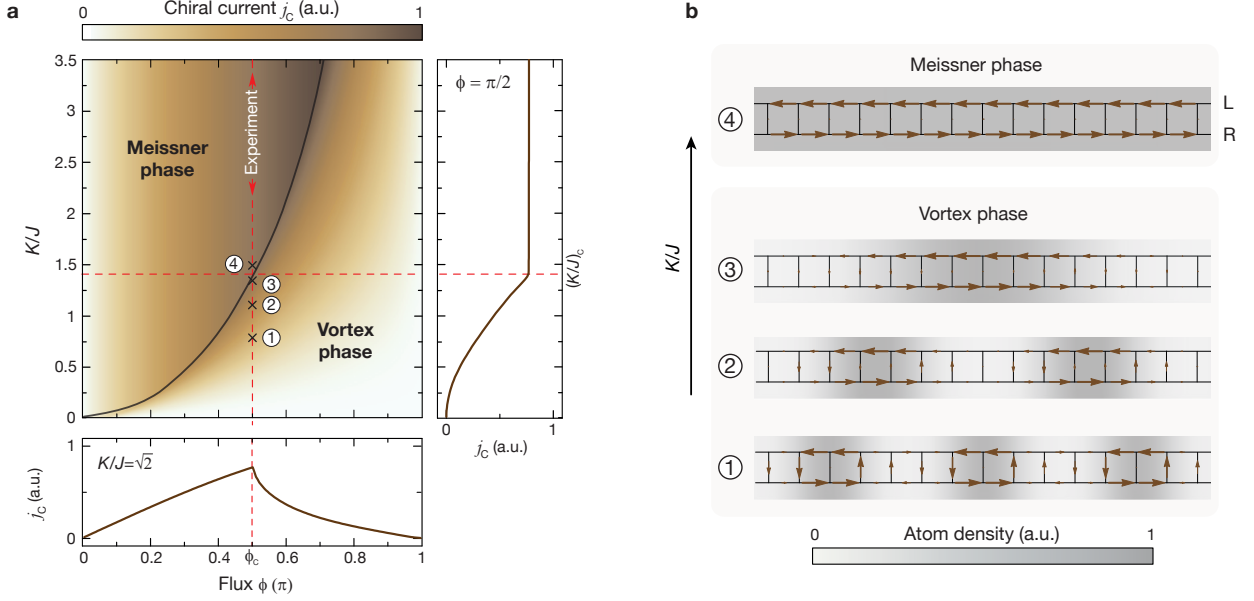 a
Chiral current j_C (a.u.)
0 1
3.5
3
2.5
2
1.5
1
0.5
0
K/J
Meissner
phase
Experiment
Vortex
phase
4
3
2
1
ϕ = π/2
(K/J)_C
0 1
j_C (a.u.)
K/J=√2
1
0
j_C (a.u.)
0 0.2 0.4 ϕ_C 0.6 0.8 1
Flux ϕ (π)
b
Meissner phase
4
L
R
K/J
Vortex phase
3
2
1
0 Atom density (a.u.) 1